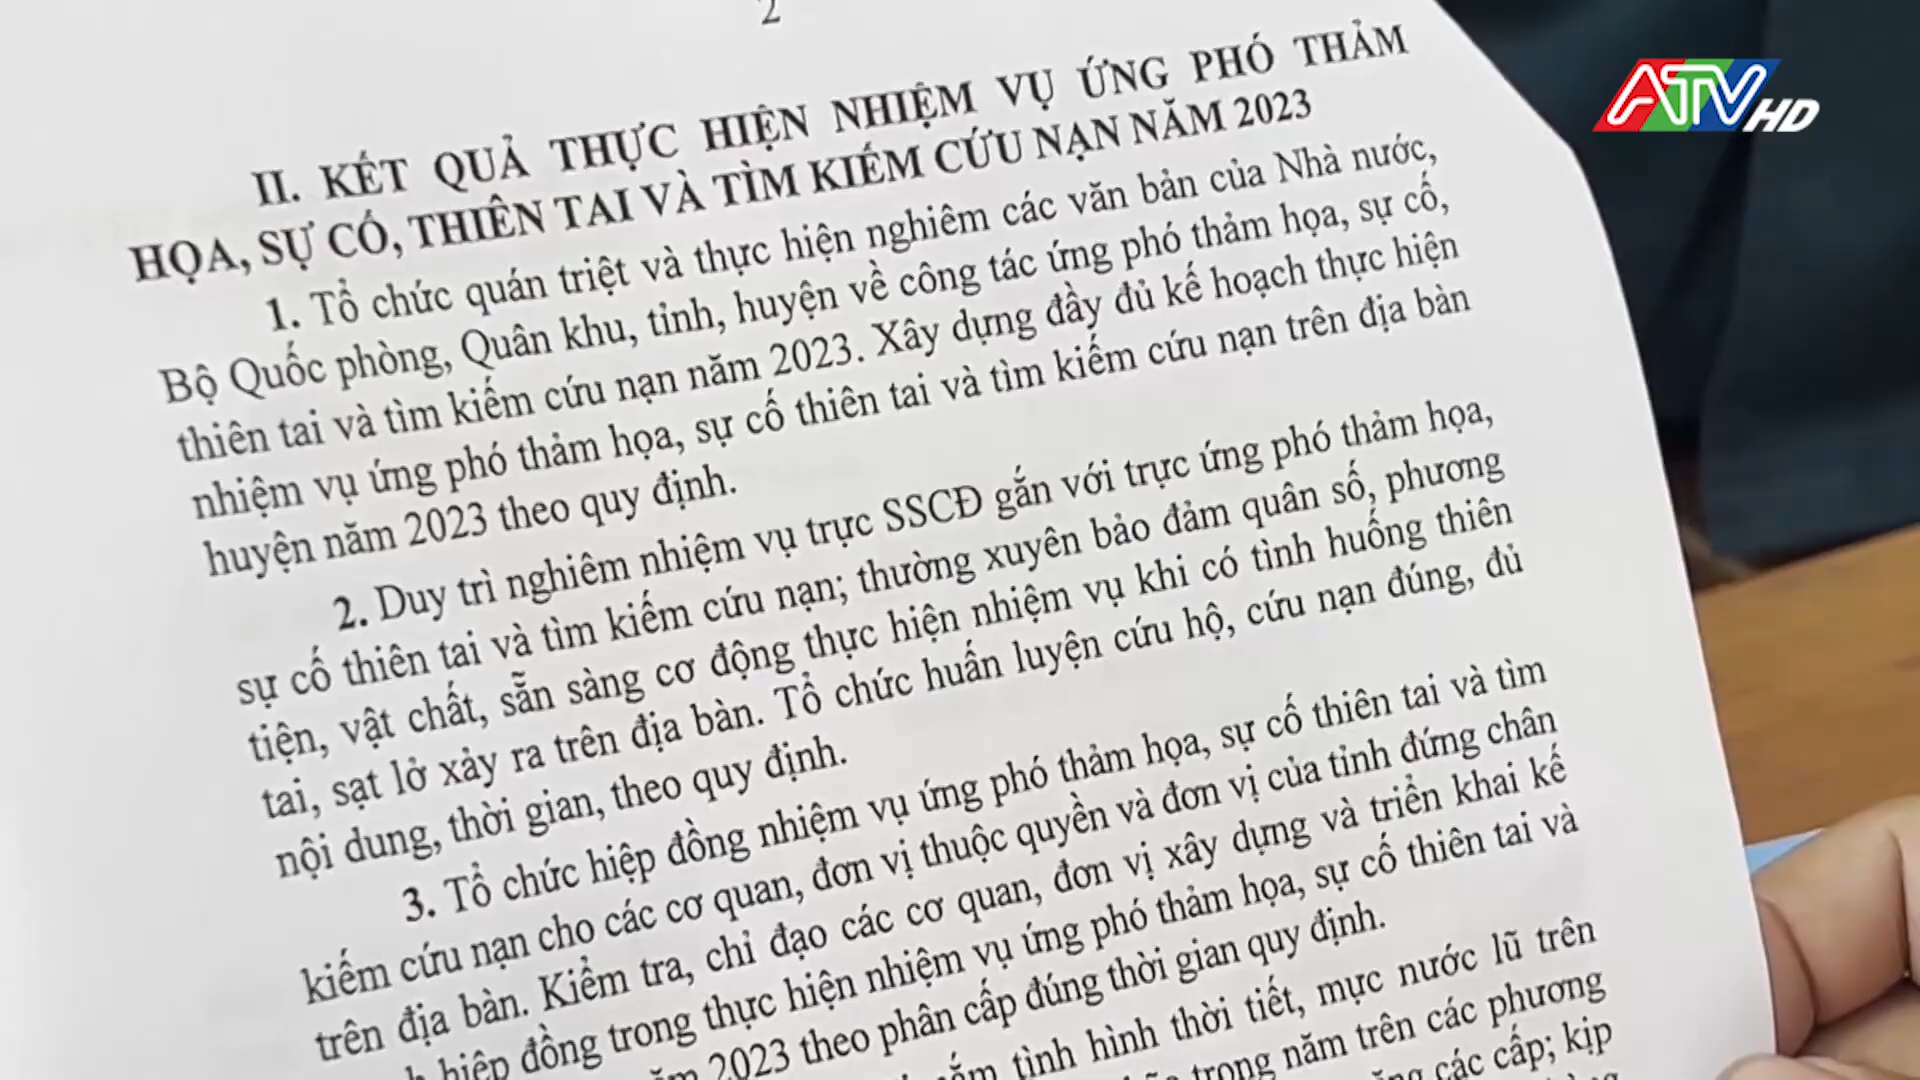 2
ATV HD
II. KẾT QUẢ THỰC HIỆN NHIỆM VỤ ỨNG PHÓ THẢM
HỌA, SỰ CỐ, THIÊN TAI VÀ TÌM KIẾM CỨU NẠN NĂM 2023
1. Tổ chức quán triệt và thực hiện nghiêm các văn bản của Nhà nước,
Bộ Quốc phòng, Quân khu, tỉnh, huyện về công tác ứng phó thảm họa, sự cố,
thiên tai và tìm kiếm cứu nạn năm 2023. Xây dựng đầy đủ kế hoạch thực hiện
nhiệm vụ ứng phó thảm họa, sự cố thiên tai và tìm kiếm cứu nạn trên địa bàn
huyện năm 2023 theo quy định.
2. Duy trì nghiêm nhiệm vụ trực SSCĐ gắn với trực ứng phó thảm họa,
sự cố thiên tai và tìm kiếm cứu nạn; thường xuyên bảo đảm quân số, phương
tiện, vật chất, sẵn sàng cơ động thực hiện nhiệm vụ khi có tình huống thiên
tai, sạt lở xảy ra trên địa bàn. Tổ chức huấn luyện cứu hộ, cứu nạn đúng, đủ
nội dung, thời gian, theo quy định.
3. Tổ chức hiệp đồng nhiệm vụ ứng phó thảm họa, sự cố thiên tai và tìm
kiếm cứu nạn cho các cơ quan, đơn vị thuộc quyền và đơn vị của tỉnh đứng chân
trên địa bàn. Kiểm tra, chỉ đạo các cơ quan, đơn vị xây dựng và triển khai kế
hiệp đồng trong thực hiện nhiệm vụ ứng phó thảm họa, sự cố thiên tai và
2023 theo phân cấp đúng thời gian quy định.
tình hình thời tiết, mực nước lũ trên
trong năm trên các phương
các cấp; kịp